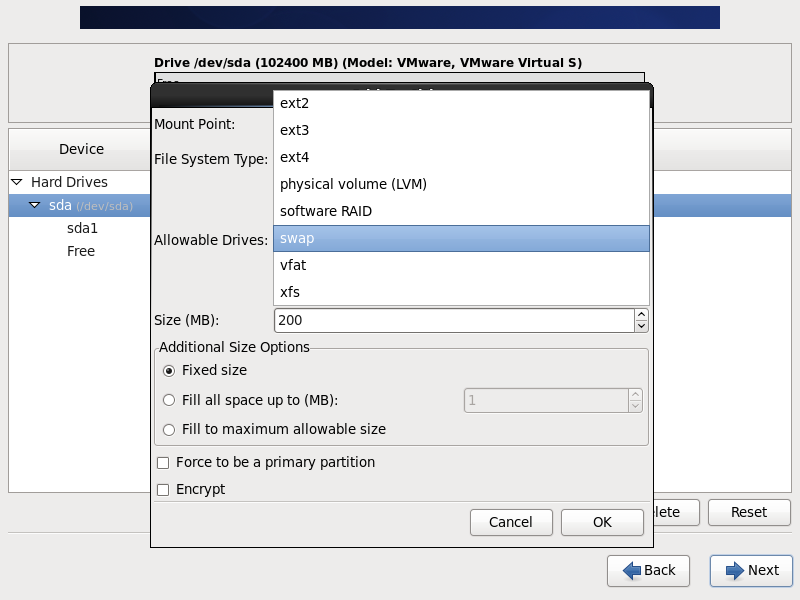 Drive /dev/sda (102400 MB) (Model: VMware, VMware Virtual S)
Free
Device
Mount Point:
File System Type:
ext2
ext3
ext4
physical volume (LVM)
software RAID
swap
vfat
xfs
Hard Drives
sda (/dev/sda)
sda1
Free
Allowable Drives:
Size (MB):
200
Additional Size Options
Fixed size
Fill all space up to (MB):
1
Fill to maximum allowable size
Force to be a primary partition
Encrypt
Cancel
OK
Reset
Back
Next